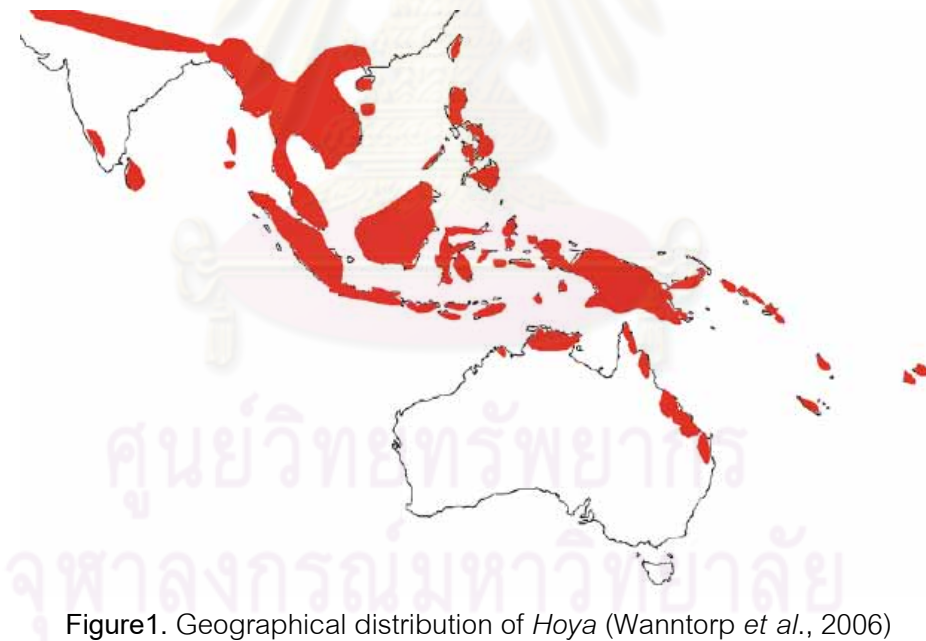 ศูนย์วิทยทรัพยากร
จุฬาลงกรณ์มหาวิทยาลัย
Figure1. Geographical distribution of Hoya (Wanntorp et al., 2006)